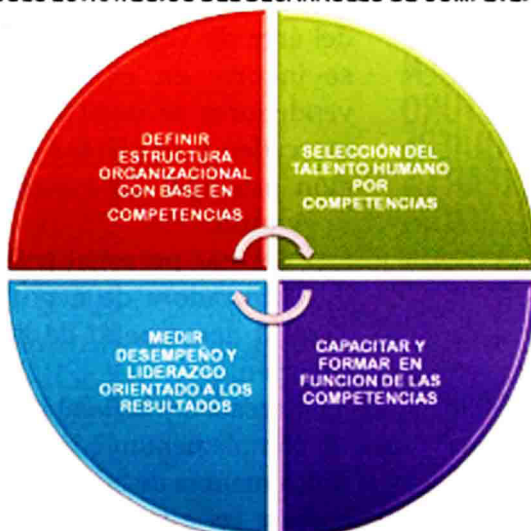 DEFINIR
ESTRUCTURA
ORGANIZACIONAL
CON BASE EN
COMPETENCIAS
SELECCIÓN DEL
TALENTO HUMANO
POR
COMPETENCIAS
MEDIR
DESEMPEÑO Y
LIDERAZGO
ORIENTADO A LOS
RESULTADOS
CAPACITAR Y
FORMAR EN
FUNCION DE LAS
COMPETENCIAS